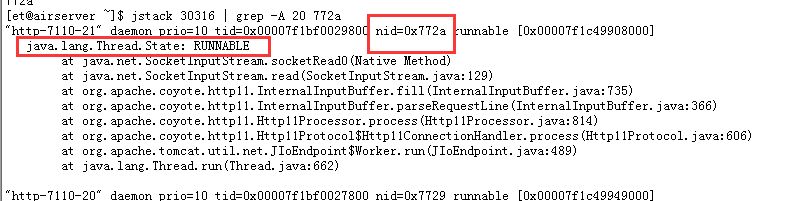 772a
[et@airserver ~]$ jstack 30316 | grep -A 20 772a
"http-7110-21" daemon prio=10 tid=0x00007f1bf0029800 nid=0x772a runnable [0x00007f1c49908000]
java.lang.Thread.State: RUNNABLE
at java.net.SocketInputStream.socketRead0(Native Method)
at java.net.SocketInputStream.read(SocketInputStream.java:129)
at org.apache.coyote.http11.InternalInputBuffer.fill(InternalInputBuffer.java:735)
at org.apache.coyote.http11.InternalInputBuffer.parseRequestLine(InternalInputBuffer.java:366)
at org.apache.coyote.http11.Http11Processor.process(Http11Processor.java:814)
at org.apache.coyote.http11.Http11Protocol$Http11ConnectionHandler.process(Http11Protocol.java:606)
at org.apache.tomcat.util.net.JIoEndpoint$Worker.run(JIoEndpoint.java:489)
at java.lang.Thread.run(Thread.java:662)
"http-7110-20" daemon prio=10 tid=0x00007f1bf0027800 nid=0x7729 runnable [0x00007f1c49949000]